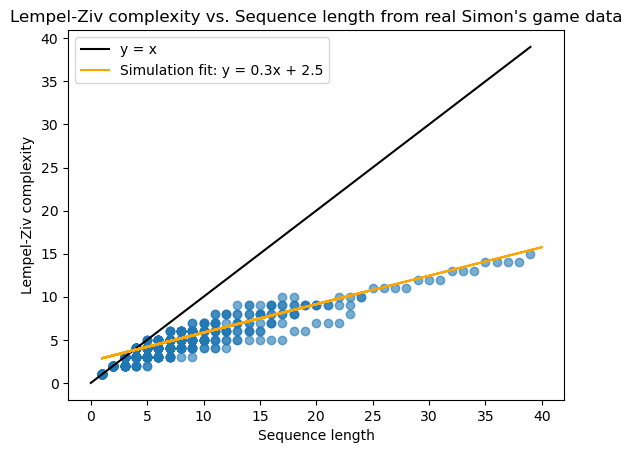 Lempel-Ziv complexity vs. Sequence length from real Simon's game data
y = x
Simulation fit: y = 0.3x + 2.5
Lempel-Ziv complexity
40
35
30
25
20
15
10
5
0
0 5 10 15 20 25 30 35 40
Sequence length